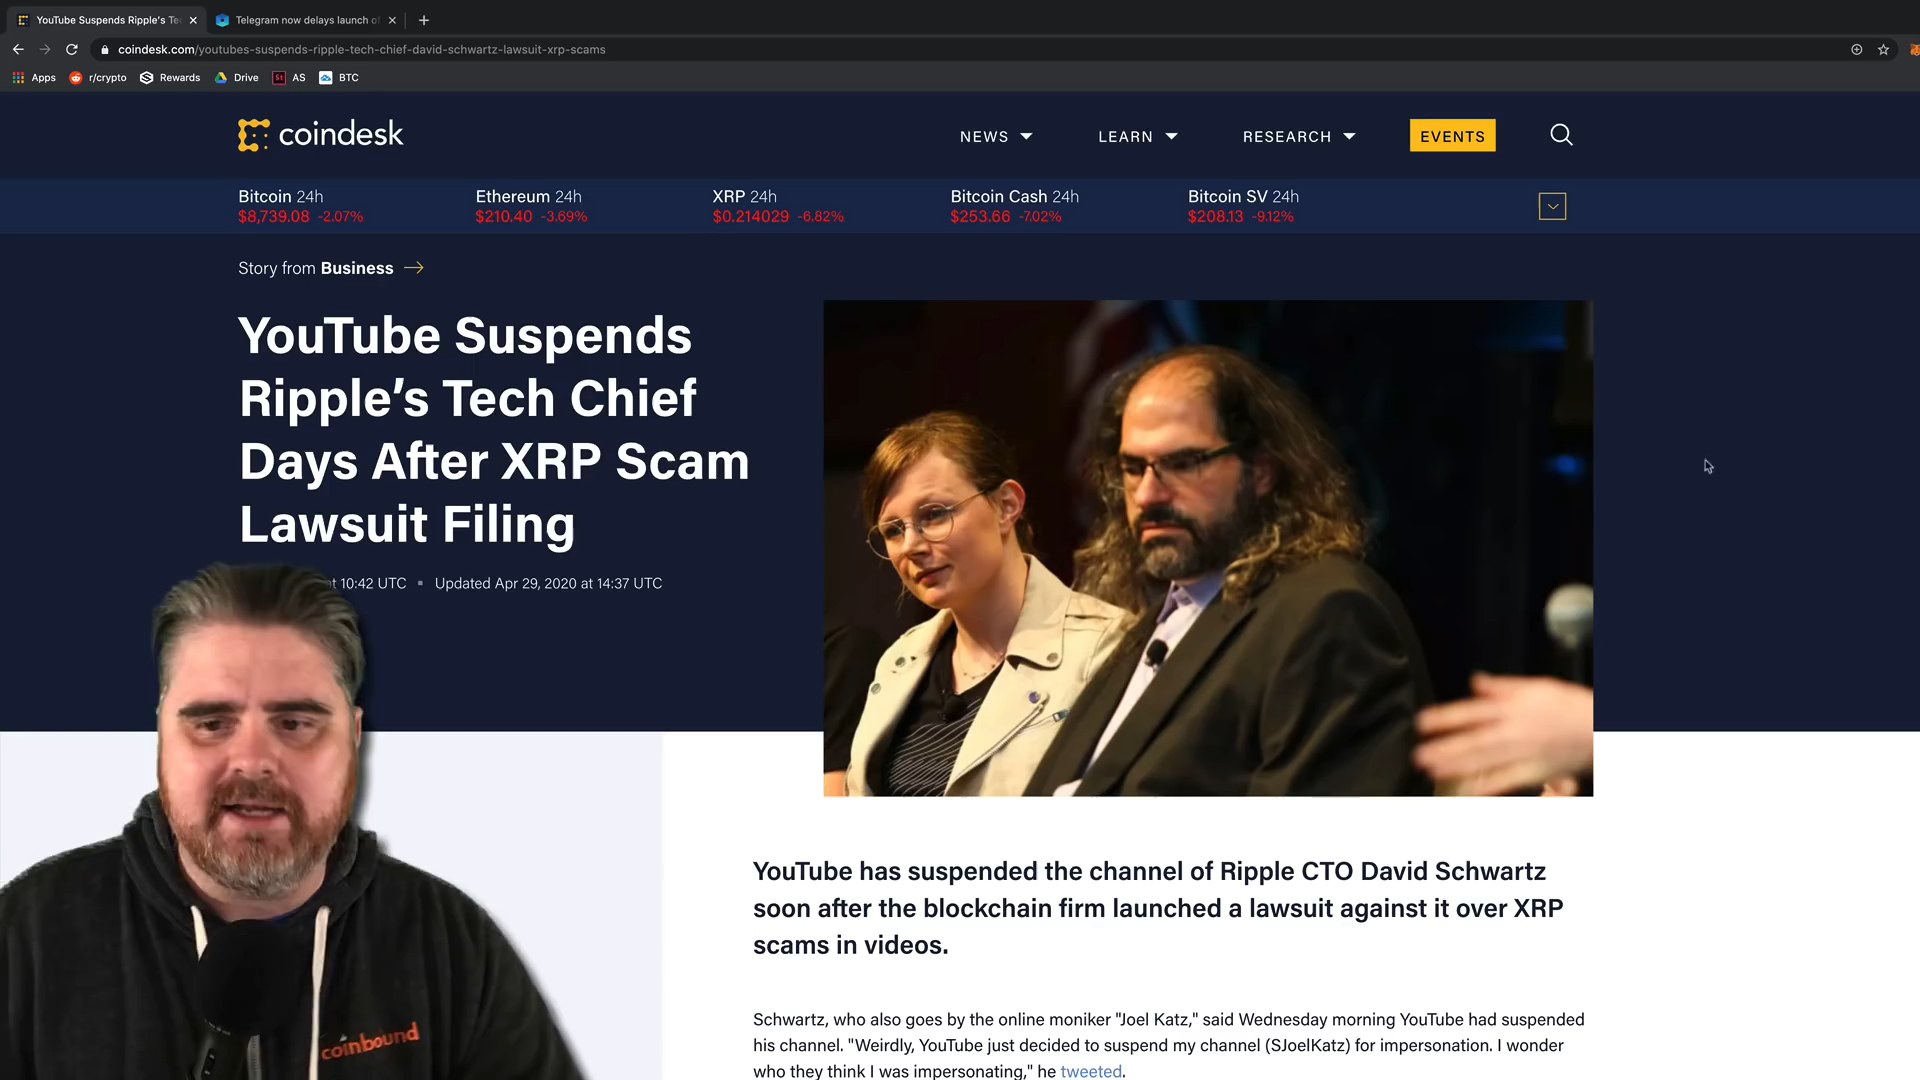 YouTube Suspends Ripple's Te
Telegram now delays launch o
coindesk.com/youtubes-suspends-ripple-tech-chief-david-schwartz-lawsuit-xrp-scams
Apps r/crypto Rewards Drive AS BTC
coindesk
NEWS LEARN RESEARCH EVENTS
Bitcoin 24h
$8,739.08 -2.07%
Ethereum 24h
$210.40 -3.69%
XRP 24h
$0.214029 -6.82%
Bitcoin Cash 24h
$253.66 -7.02%
Bitcoin SV 24h
$208.13 -9.12%
Story from Business
YouTube Suspends
Ripple’s Tech Chief
Days After XRP Scam
Lawsuit Filing
at 10:42 UTC ▪ Updated Apr 29, 2020 at 14:37 UTC
YouTube has suspended the channel of Ripple CTO David Schwartz
soon after the blockchain firm launched a lawsuit against it over XRP
scams in videos.
Schwartz, who also goes by the online moniker "Joel Katz," said Wednesday morning YouTube had suspended
his channel. "Weirdly, YouTube just decided to suspend my channel (SJoelKatz) for impersonation. I wonder
who they think I was impersonating," he tweeted.
coinbound